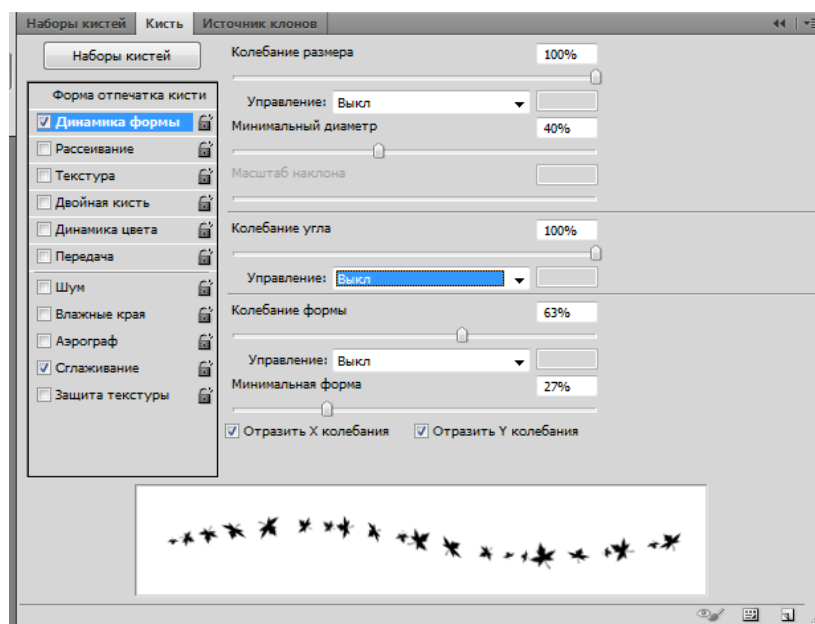 Наборы кистей Кисть Источник клонов
Наборы кистей
Форма отпечатка кисти
Динамика формы
Рассеивание
Текстура
Двойная кисть
Динамика цвета
Передача
Шум
Влажные края
Аэрограф
Сглаживание
Защита текстуры
Колебание размера 100%
Управление: Выкл
Минимальный диаметр 40%
Масштаб наклона
Колебание угла 100%
Управление: Выкл
Колебание формы 63%
Управление: Выкл
Минимальная форма 27%
Отразить X колебания Отразить Y колебания